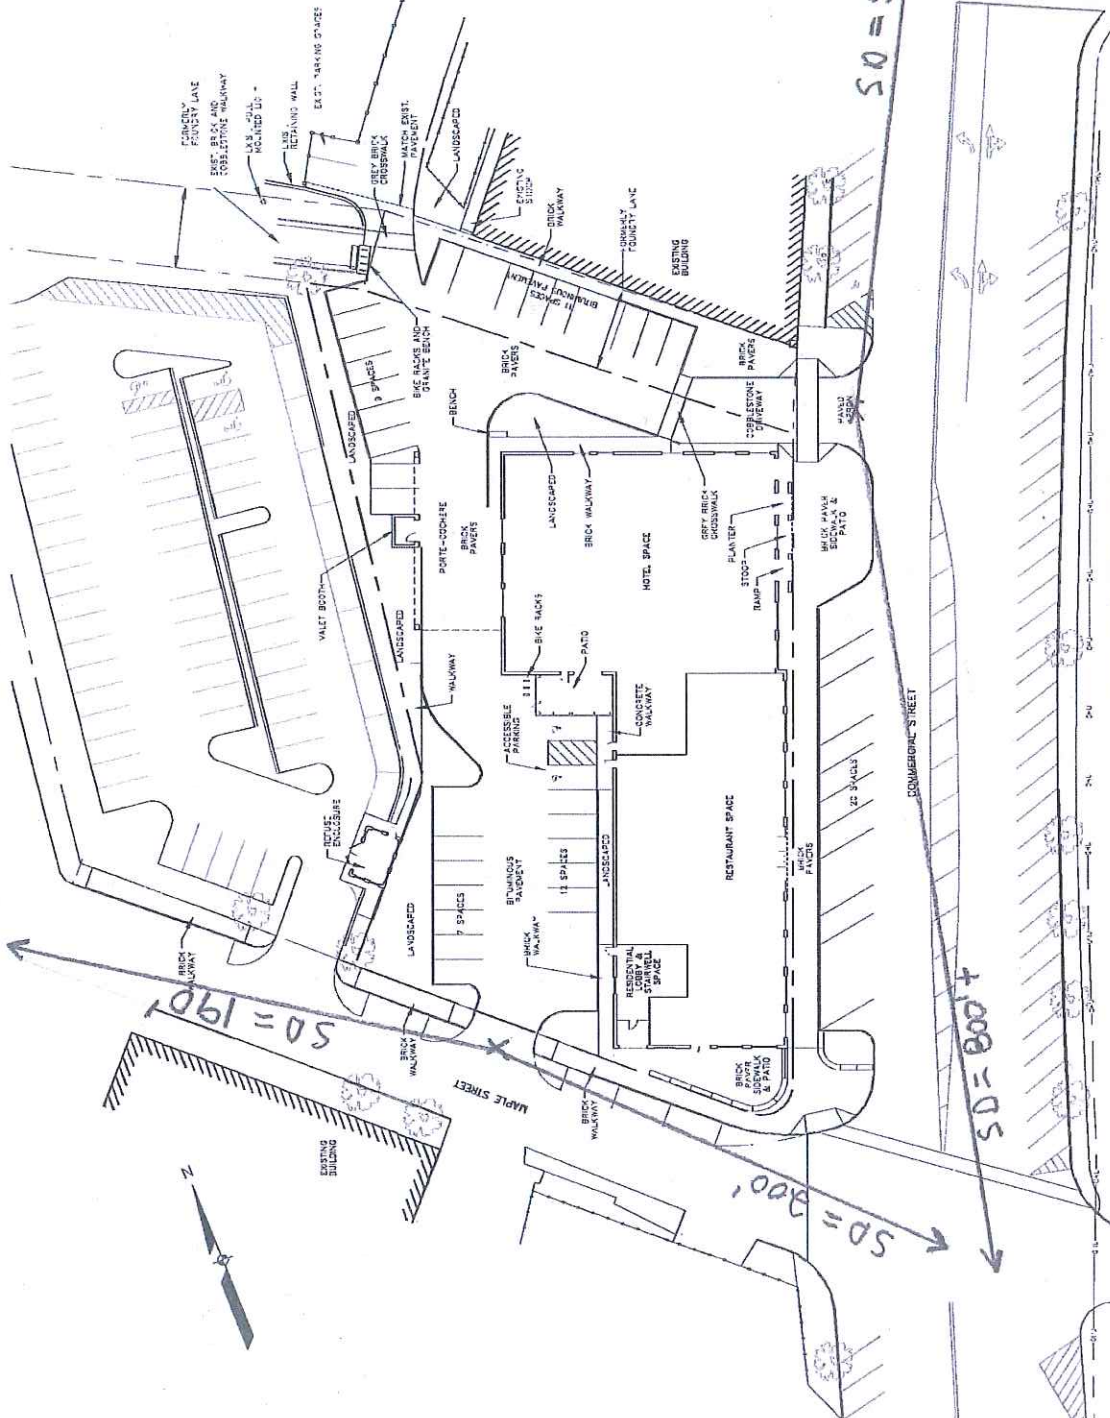 FORMERLY
FOUNDRY LANE
EXIST. BRICK AND
COBBLESTONE WALKWAY
MOUNTED
RETAINING WALL
EXIST. PARKING SPACES
GREY BRICK
CROSSWALK
MATCH EXIST.
PAVEMENT
LANDSCAPED
EXISTING
BRICK
WALKWAY
FORMERLY
FOUNDRY LANE
EXISTING
BUILDING
11 SPACES
BITUMINOUS PAVEMENT
BIKE RACKS AND
GRANITE BENCH
9 SPACES
LANDSCAPED
BRICK
PAVERS
BENCH
LANDSCAPED
BRICK WALKWAY
GREY BRICK
CROSSWALK
BRICK
PAVERS
COBBLESTONE
DRIVEWAY
PAVED
APRON
VALET BOOTH
PORTE-COCHERE
BRICK
PAVERS
LANDSCAPED
WALKWAY
HOTEL SPACE
PLANTER
STOOP
RAMP
BRICK PAVER
SIDEWALK &
PATIO
BIKE RACKS
PATIO
ACCESSIBLE
PARKING
CONCRETE
WALKWAY
REFUSE
ENCLOSURE
LANDSCAPED
7 SPACES
BITUMINOUS
PAVEMENT
12 SPACES
LANDSCAPED
RESTAURANT SPACE
BRICK
PAVERS
20 SPACES
COMMERCIAL STREET
BRICK
WALKWAY
RESIDENTIAL
LOBBY &
STAIRWELL
SPACE
BRICK
WALKWAY
BRICK
WALKWAY
BRICK
WALKWAY
BRICK
PAVER
SIDEWALK
& PATIO
MAPLE STREET
EXISTING
BUILDING
N
SD = 190'
SD = 200'
SD = 800'+
SD =